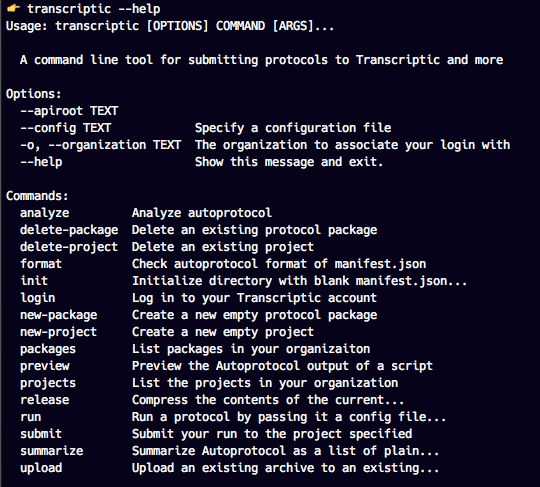 transcriptic --help
Usage: transcriptic [OPTIONS] COMMAND [ARGS]...
A command line tool for submitting protocols to Transcriptic and more
Options:
--apiroot TEXT
--config TEXT Specify a configuration file
-o, --organization TEXT The organization to associate your login with
--help Show this message and exit.
Commands:
analyze Analyze autoprotocol
delete-package Delete an existing protocol package
delete-project Delete an existing project
format Check autoprotocol format of manifest.json
init Initialize directory with blank manifest.json...
login Log in to your Transcriptic account
new-package Create a new empty protocol package
new-project Create a new empty project
packages List packages in your organizaiton
preview Preview the Autoprotocol output of a script
projects List the projects in your organization
release Compress the contents of the current...
run Run a protocol by passing it a config file...
submit Submit your run to the project specified
summarize Summarize Autoprotocol as a list of plain...
upload Upload an existing archive to an existing...